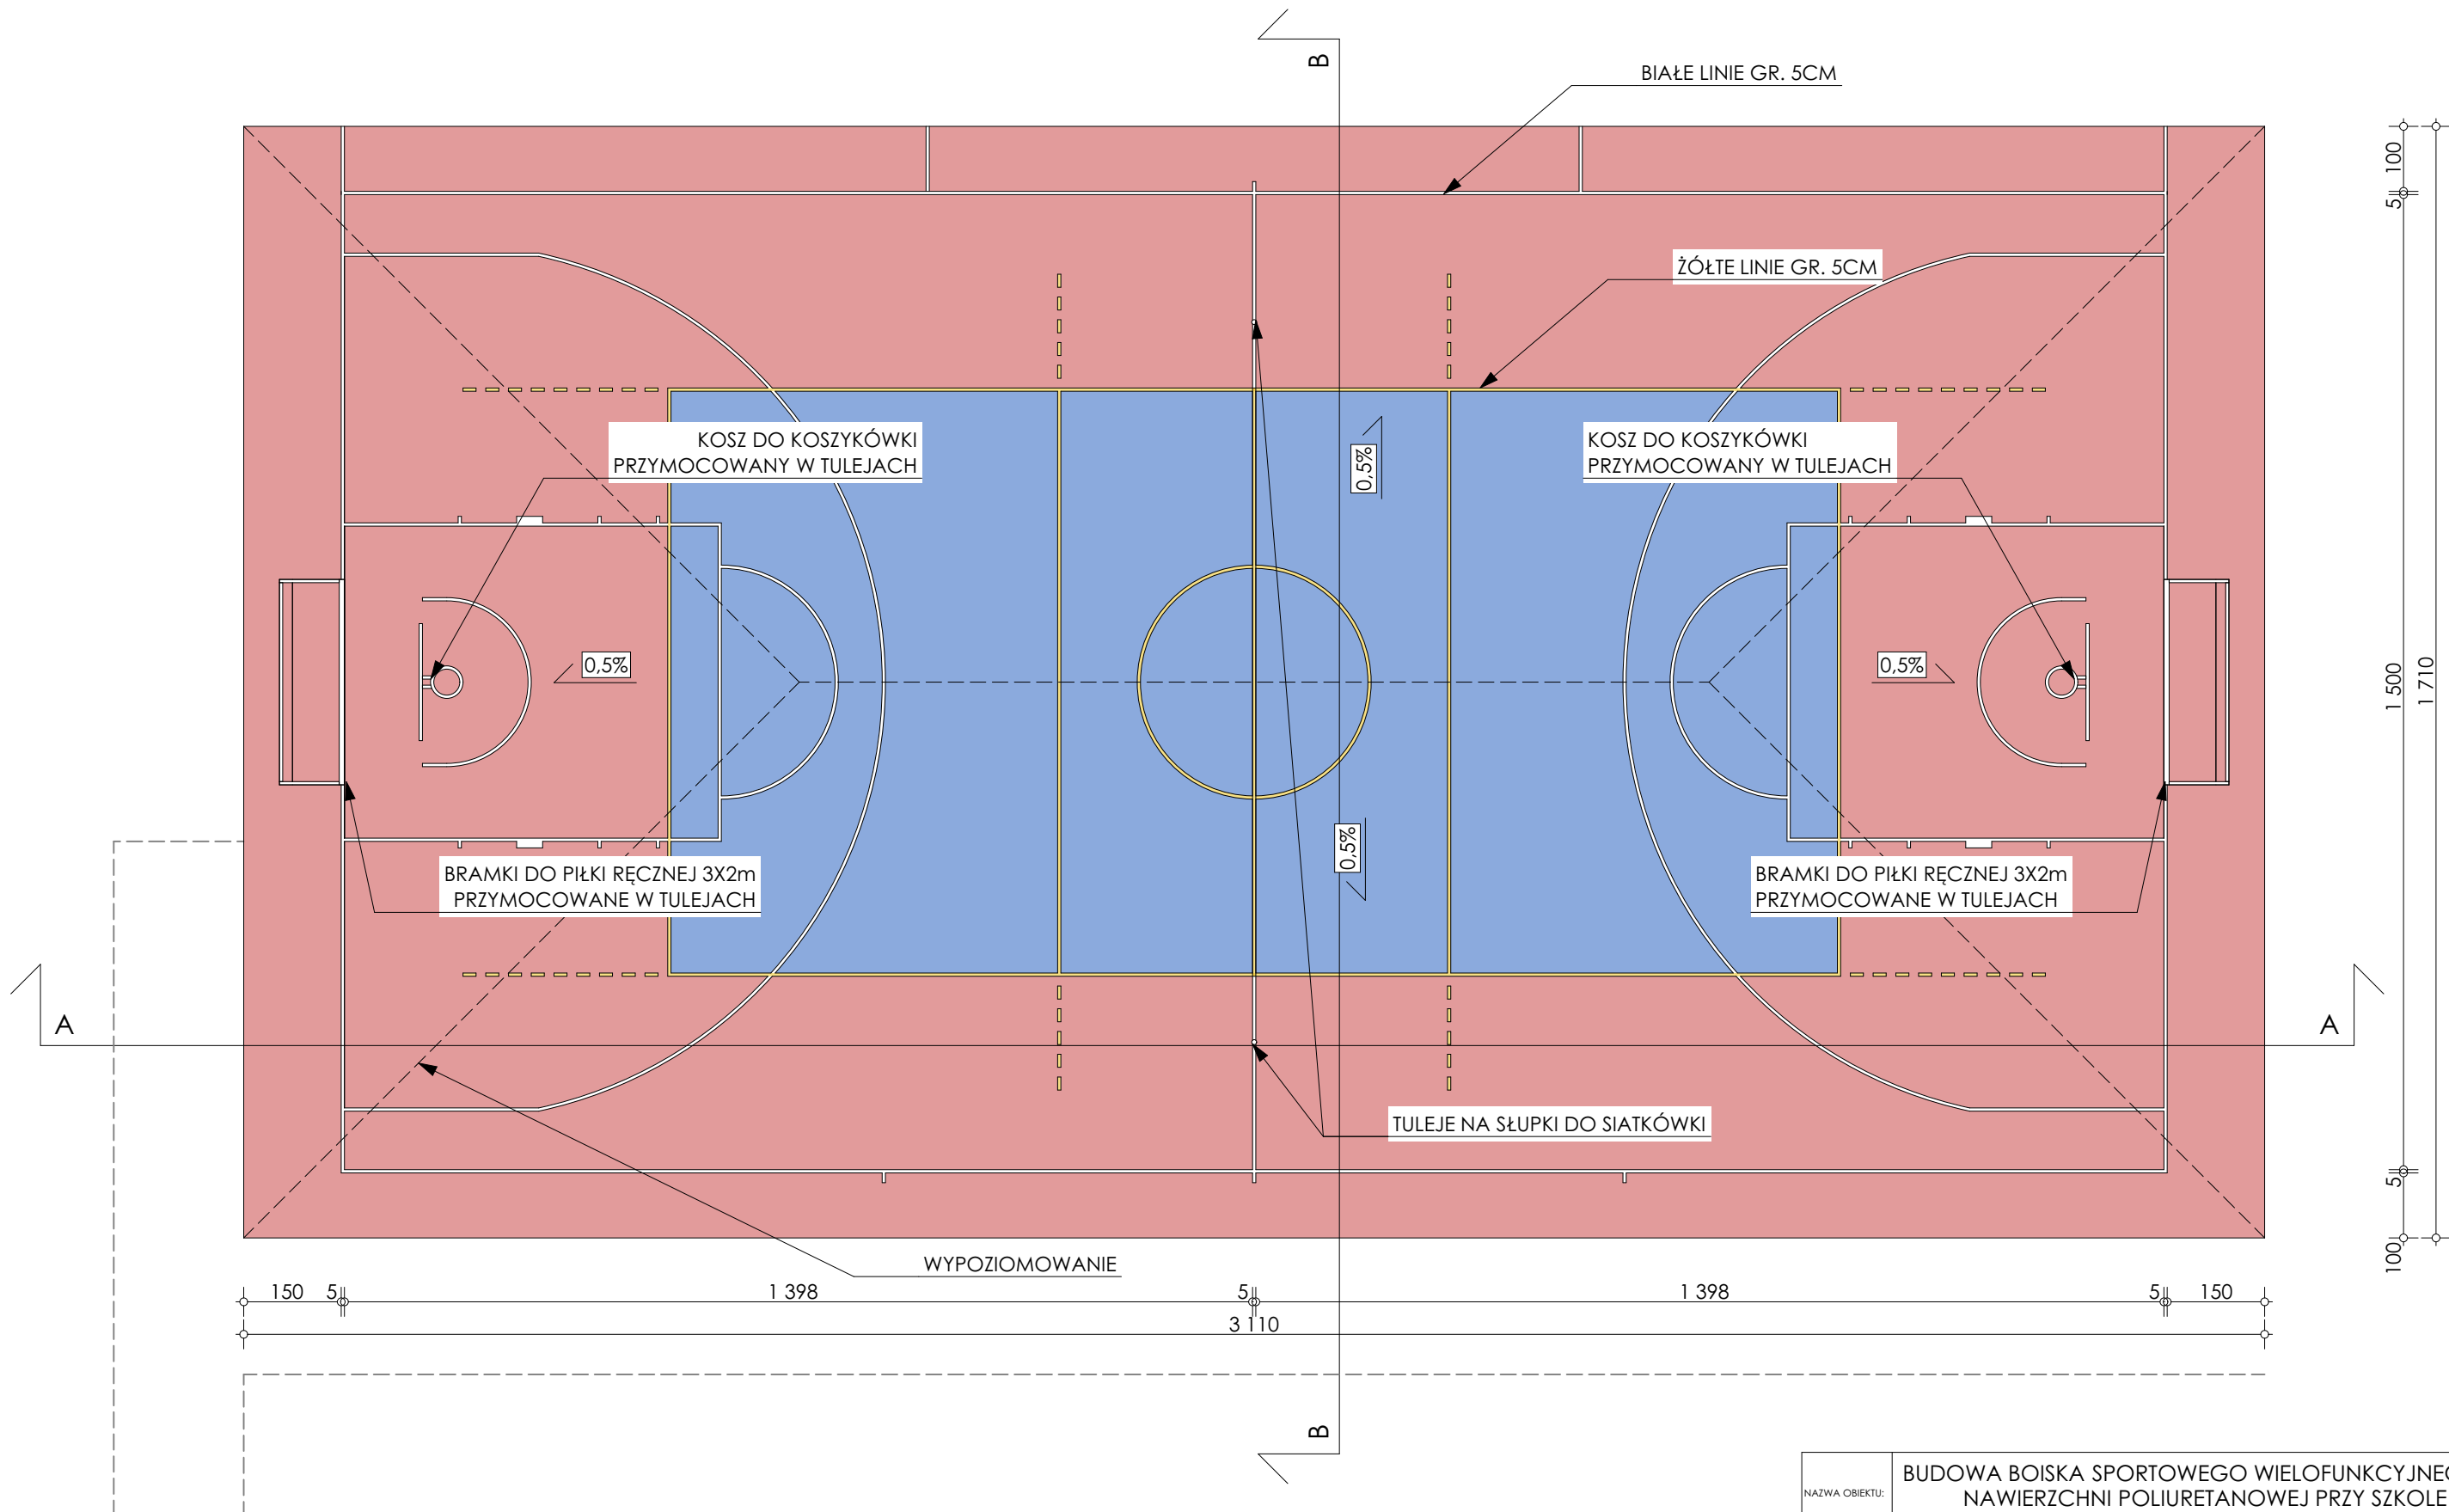 B
BIAŁE LINIE GR. 5CM
ŻÓŁTE LINIE GR. 5CM
KOSZ DO KOSZYKÓWKI
PRZYMOCOWANY W TULEJACH
0,5%
KOSZ DO KOSZYKÓWKI
PRZYMOCOWANY W TULEJACH
0,5%
0,5%
0,5%
BRAMKI DO PIŁKI RĘCZNEJ 3X2m
PRZYMOCOWANE W TULEJACH
BRAMKI DO PIŁKI RĘCZNEJ 3X2m
PRZYMOCOWANE W TULEJACH
A
A
TULEJE NA SŁUPKI DO SIATKÓWKI
WYPOZIOMOWANIE
100
5
1 500
1 710
5
100
150 5 1 398 5 1 398 5 150
3 110
B
NAZWA OBIEKTU:
BUDOWA BOISKA SPORTOWEGO WIELOFUNKCYJNE
NAWIERZCHNI POLIURETANOWEJ PRZY SZKOLE